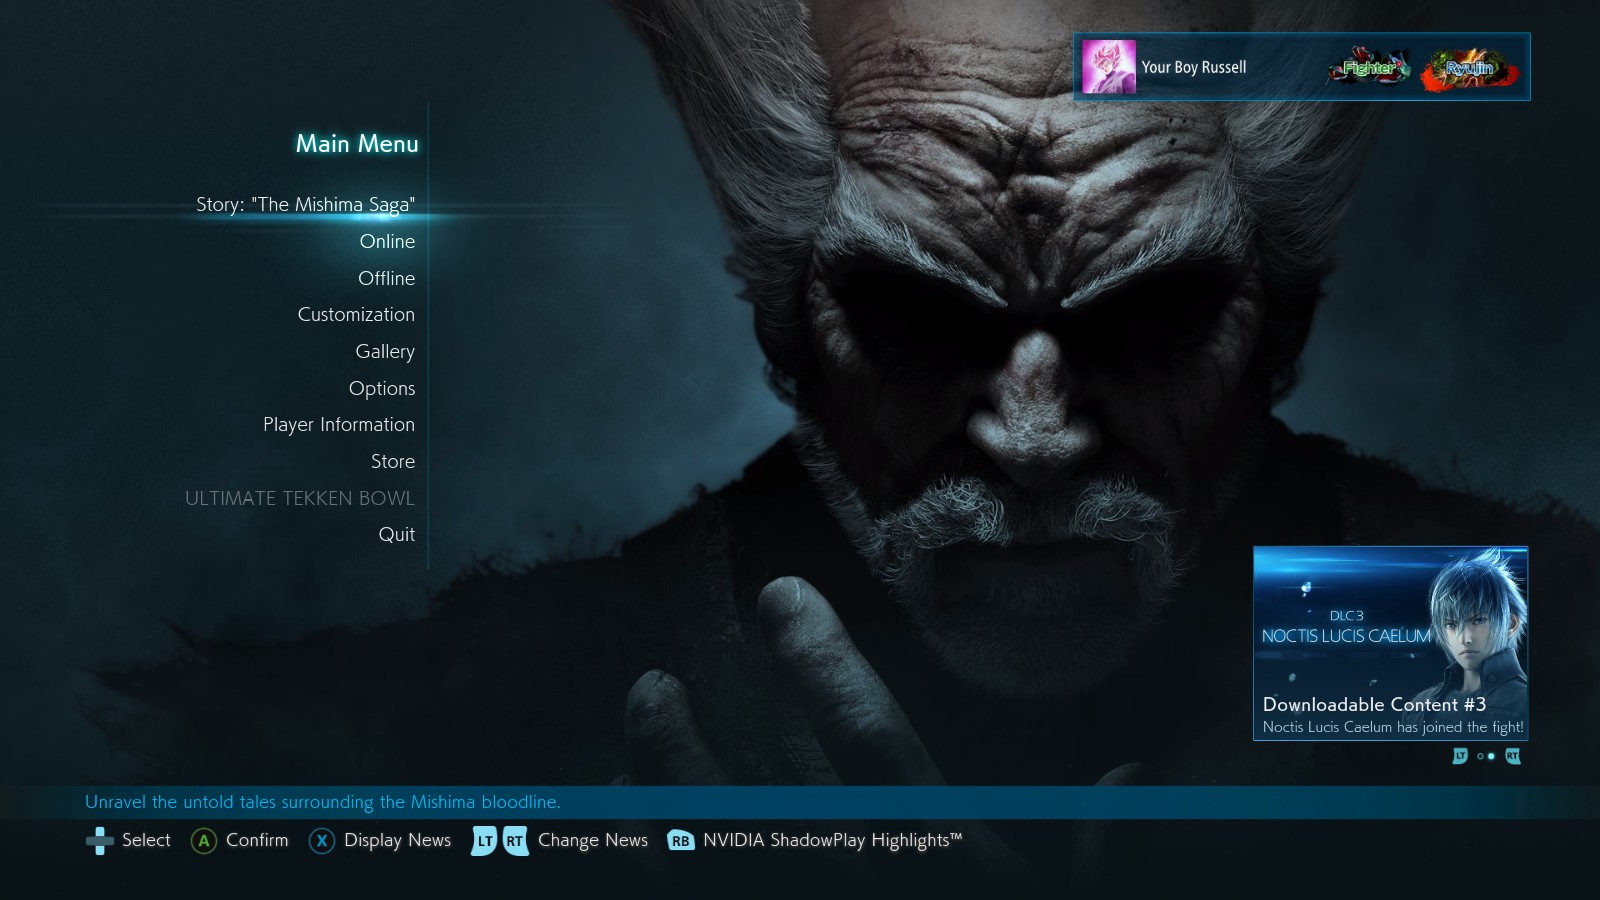 Your Boy Russell
Fighter
Ryujin
Main Menu
Story: "The Mishima Saga"
Online
Offline
Customization
Gallery
Options
Player Information
Store
ULTIMATE TEKKEN BOWL
Quit
DLC 3
NOCTIS LUCIS CAELUM
Downloadable Content #3
Noctis Lucis Caelum has joined the fight!
LT RT
Unravel the untold tales surrounding the Mishima bloodline.
Select A Confirm X Display News LT RT Change News RB NVIDIA ShadowPlay Highlights™